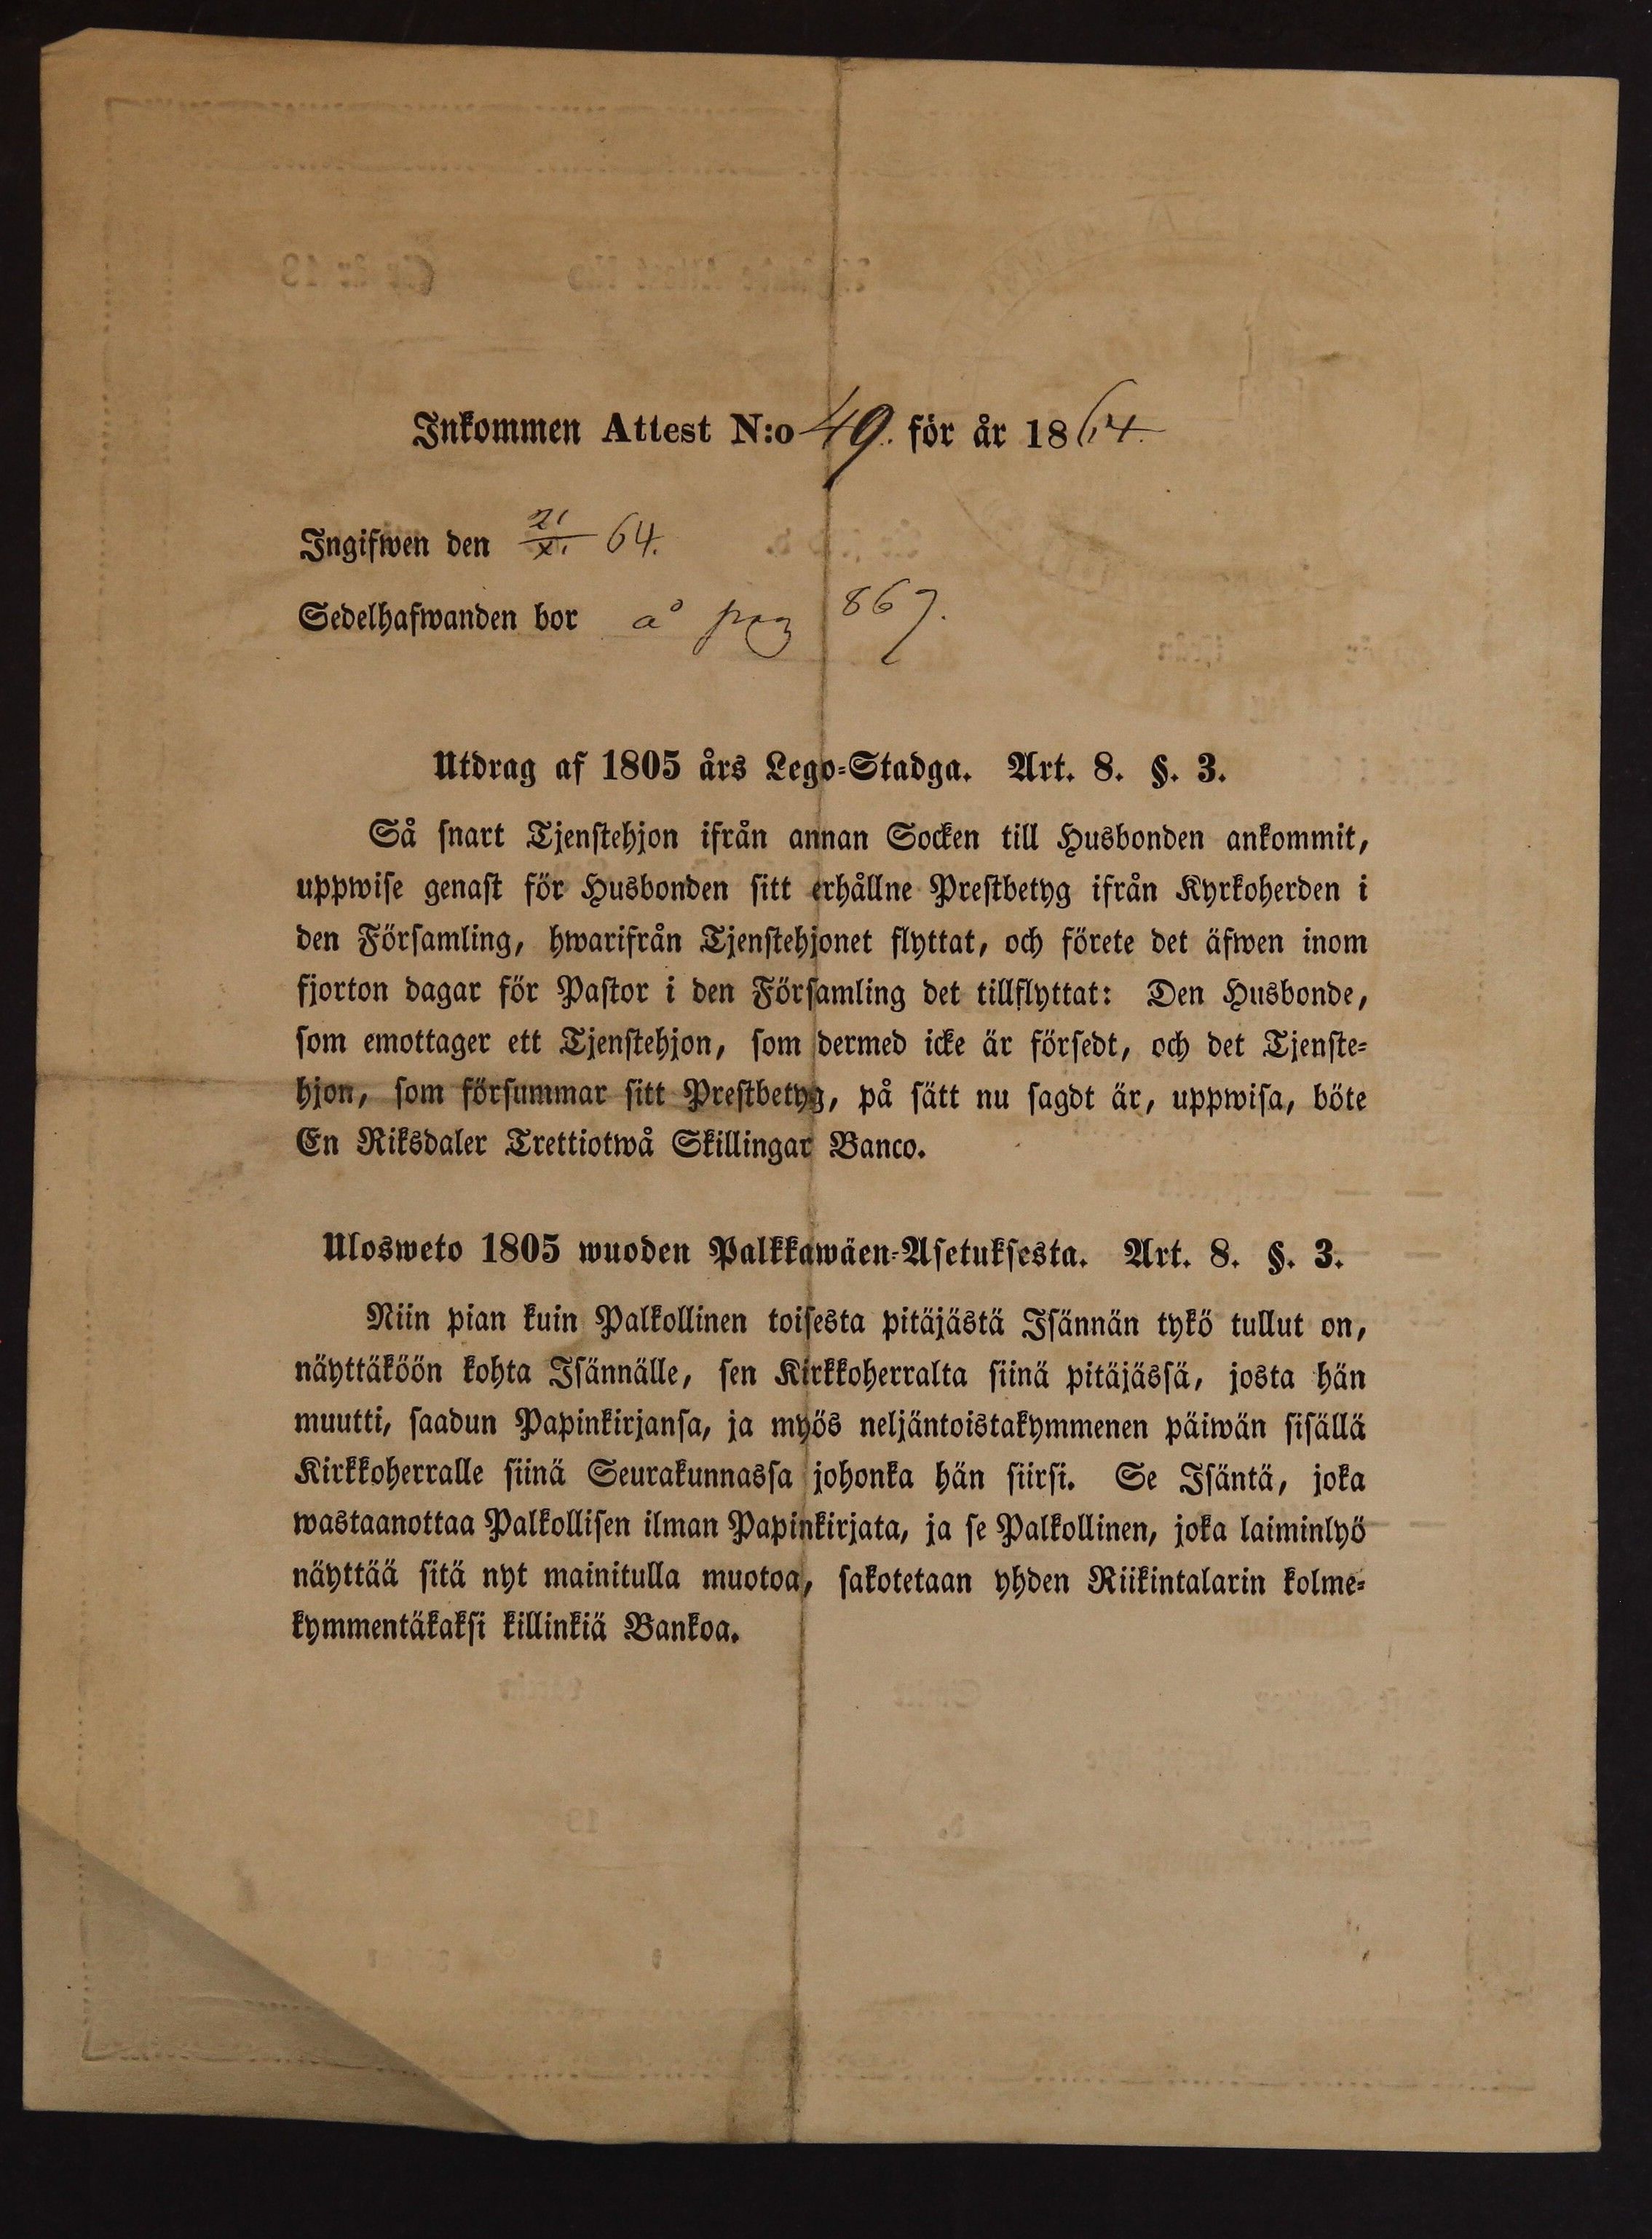 Inkommen Attest N:o 49. för år 1864.
Ingifwen den 21/XI 64.
Sedelhafwanden bor å pag 867.
Utdrag af 1805 års Lego-Stadga. Art. 8. §. 3.
Så snart Tjenstehjon ifrån annan Socken till Husbonden ankommit,
uppwise genast för Husbonden sitt erhållne Prestbetyg ifrån Kyrkoherden i
den Församling, hwarifrån Tjenstehjonet flyttat, och förete det äfwen inom
fjorton dagar för Pastor i den Församling det tillflyttat: Den Husbonde,
som emottager ett Tjenstehjon, som dermed icke är försedt, och det Tjenste-
hjon, som försummar sitt Prestbetyg, på sätt nu sagdt är, uppwisa, böte
En Riksdaler Trettiotwå Skillingar Banco.
Ulosweto 1805 wuoden Palkkawäen-Asetuksesta. Art. 8. §. 3.
Niin pian kuin Palkollinen toisesta pitäjästä Isännän tykö tullut on,
näyttäköön kohta Isännälle, sen Kirkkoherralta siinä pitäjässä, josta hän
muutti, saadun Papinkirjansa, ja myös neljäntoistakymmenen päiwän sisällä
Kirkkoherralle siinä Seurakunnassa johonka hän siirsi. Se Isäntä, joka
wastaanottaa Palkollisen ilman Papinkirjata, ja se Palkollinen, joka laiminlyö
näyttää sitä nyt mainitulla muotoa, sakotetaan yhden Riikintalarin kolme-
kymmentäkaksi killinkiä Bankoa.